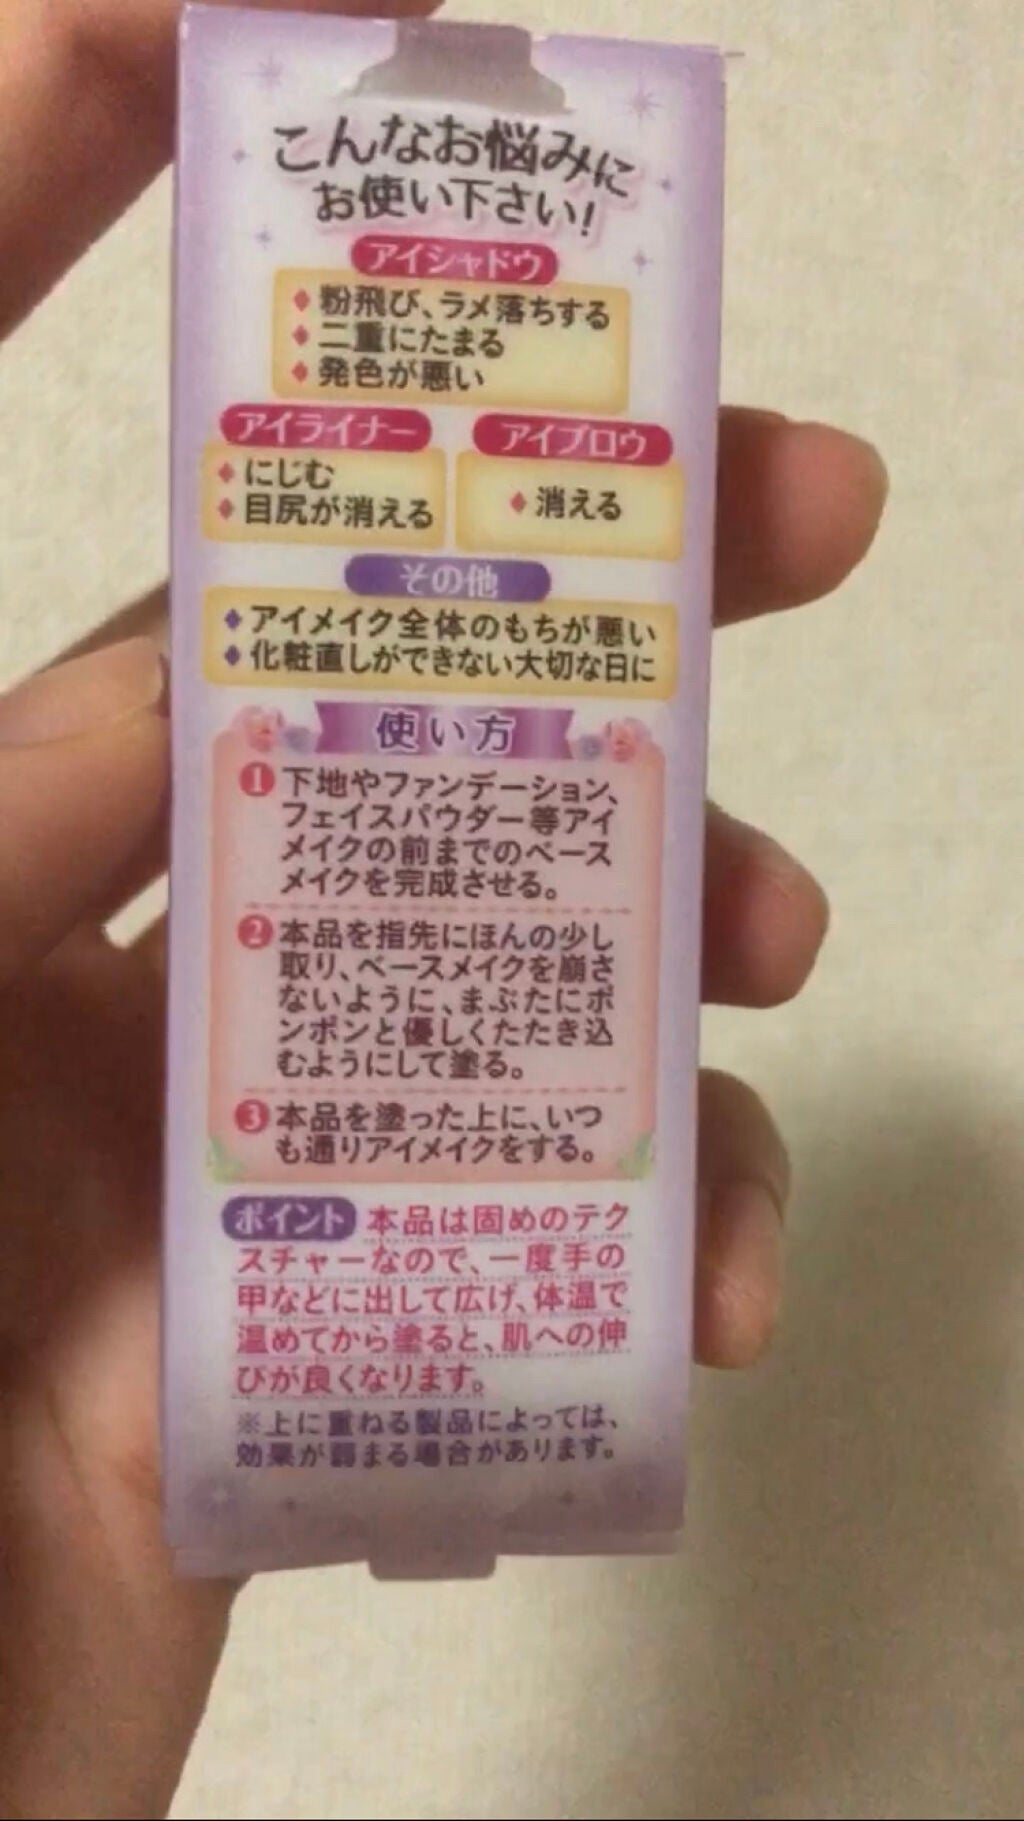 こんなお悩みに
お使い下さい!
アイシャドウ
♦粉飛び、ラメ落ちする
♦二重にたまる
♦発色が悪い
アイライナー
♦にじむ
♦目尻が消える
アイブロウ
♦消える
その他
♦アイメイク全体のもちが悪い
♦化粧直しができない大切な日に
使い方
1 下地やファンデーション、
フェイスパウダー等アイ
メイクの前までのベース
メイクを完成させる。
2 本品を指先にほんの少し
取り、ベースメイクを崩さ
ないように、まぶたにポ
ンポンと優しくたたき込
むようにして塗る。
3 本品を塗った上に、いつ
も通りアイメイクをする。
ポイント 本品は固めのテク
スチャーなので、一度手の
甲などに出して広げ、体温で
温めてから塗ると、肌への伸
びが良くなります。
※上に重ねる製品によっては、
効果が弱まる場合があります。